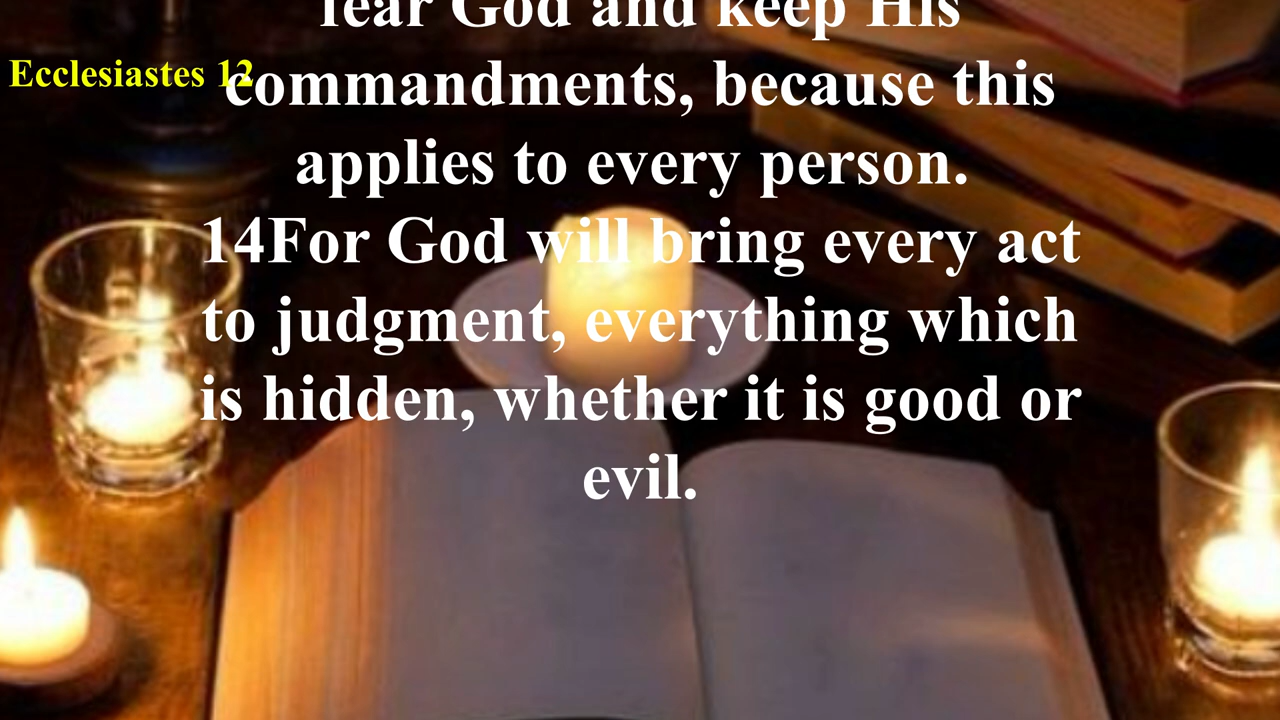 fear God and keep His
Ecclesiastes 12
commandments, because this
applies to every person.
14For God will bring every act
to judgment, everything which
is hidden, whether it is good or
evil.